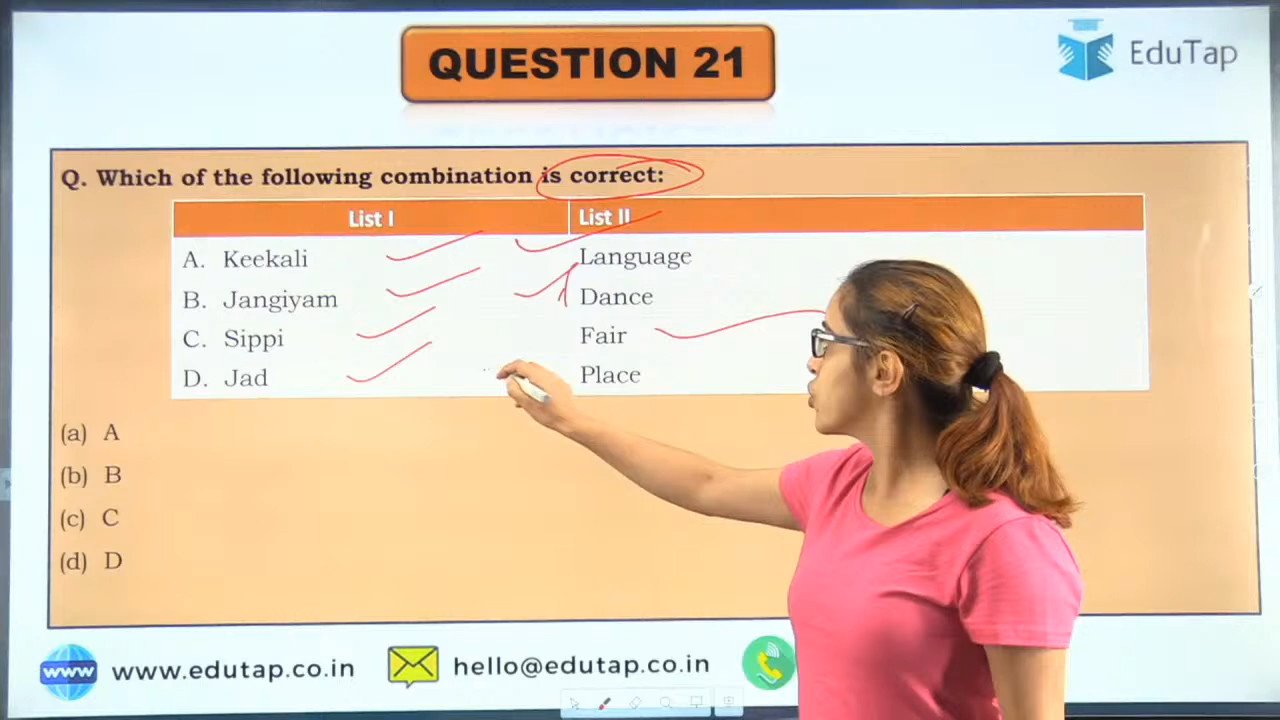 QUESTION 21
EduTap
Q. Which of the following combination is correct:
List I List II
A. Keekali Language
B. Jangiyam Dance
C. Sippi Fair
D. Jad Place
(a) A
(b) B
(c) C
(d) D
www
www.edutap.co.in
hello@edutap.co.in